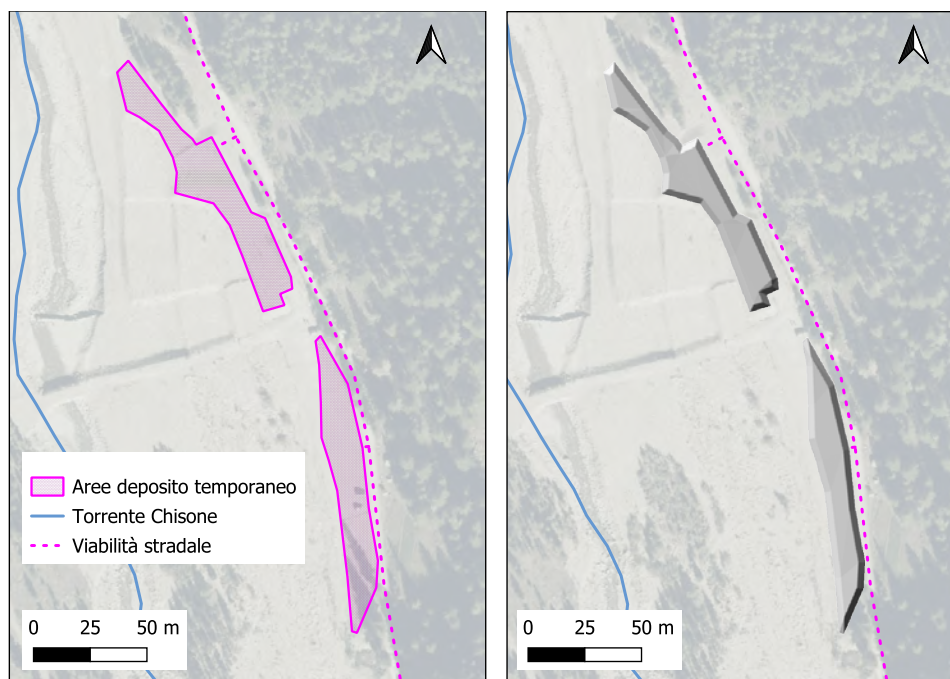 Aree deposito temporaneo
Torrente Chisone
Viabilità stradale
0 25 50 m
0 25 50 m